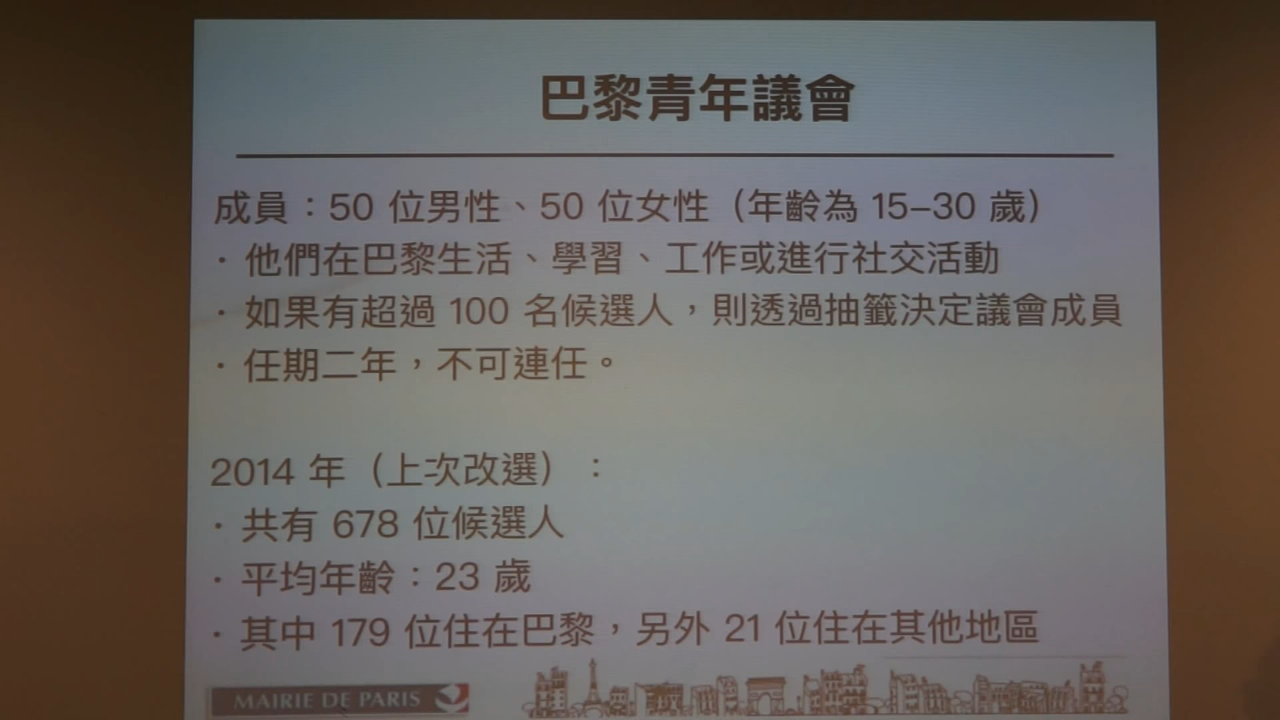 巴黎青年議會
成員：50 位男性、50 位女性（年齡為 15–30 歲）
· 他們在巴黎生活、學習、工作或進行社交活動
· 如果有超過 100 名候選人，則透過抽籤決定議會成員
· 任期二年，不可連任。
2014 年（上次改選）：
· 共有 678 位候選人
· 平均年齡：23 歲
· 其中 179 位住在巴黎，另外 21 位住在其他地區
MAIRIE DE PARIS